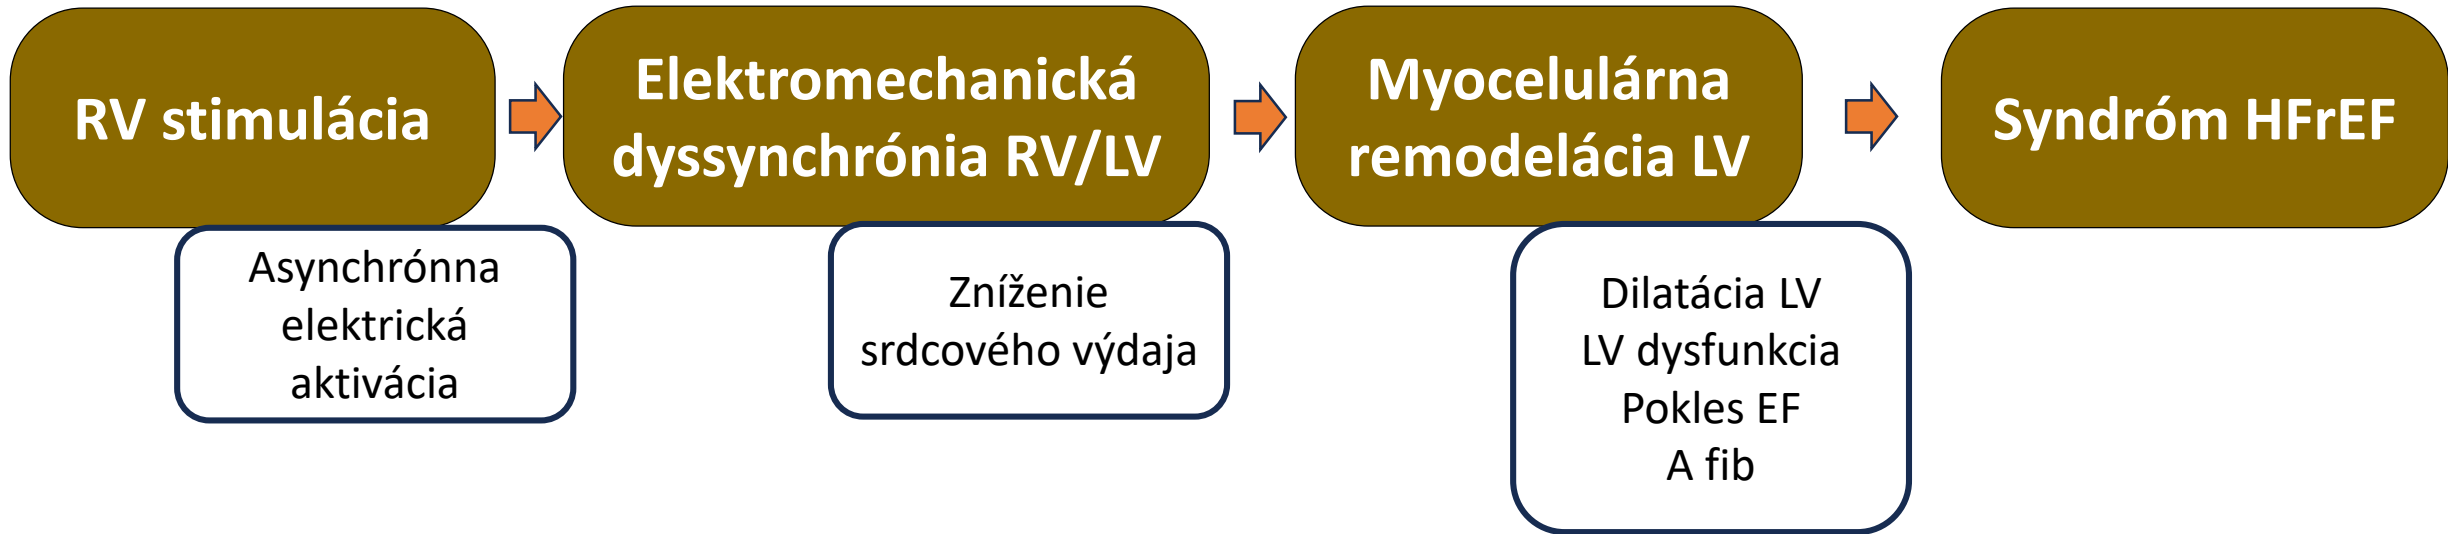 RV stimulácia
Asynchrónna
elektrická
aktivácia
Elektromechanická
dyssynchrónia RV/LV
Zníženie
srdcového výdaja
Myocelulárna
remodelácia LV
Dilatácia LV
LV dysfunkcia
Pokles EF
A fib
Syndróm HFrEF